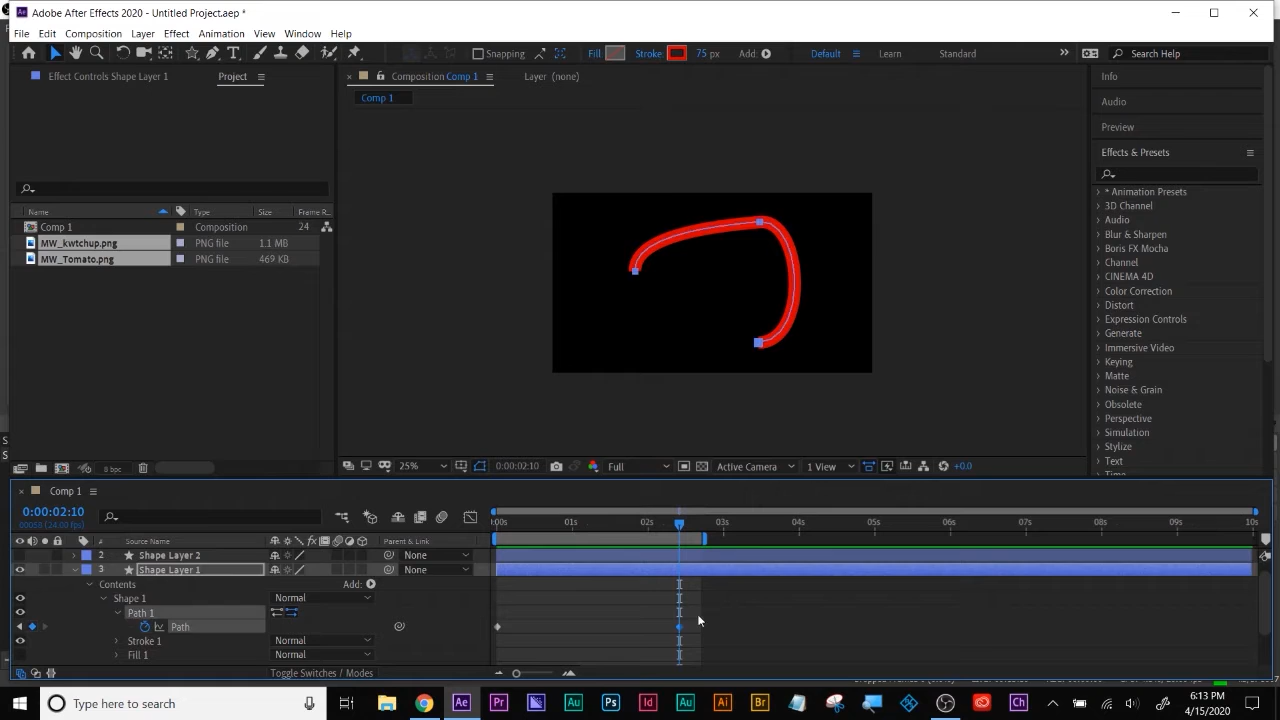 Adobe After Effects 2020 - Untitled Project.aep *
File Edit Composition Layer Effect Animation View Window Help
Snapping Fill Stroke: 75 px Add: Default Learn Standard Search Help
Effect Controls Shape Layer 1 Project Composition Comp 1 Layer (none) Info
Comp 1
Audio
Preview
Effects & Presets
Name Type Size Frame R...
Comp 1 Composition 24
MW_kwtchup.png PNG file 1.1 MB
MW_Tomato.png PNG file 469 KB
* Animation Presets
3D Channel
Audio
Blur & Sharpen
Boris FX Mocha
Channel
CINEMA 4D
Color Correction
Distort
Expression Controls
Generate
Immersive Video
Keying
Matte
Noise & Grain
Obsolete
Perspective
Simulation
Stylize
Text
8 bpc 25% 0:00:02:10 Full Active Camera 1 View +0.0
Comp 1
0:00:02:10
00058 (24.00 fps)
:00s 01s 02s 03s 04s 05s 06s 07s 08s 09s 10s
# Source Name Parent & Link
2 Shape Layer 2 None
3 Shape Layer 1 None
Contents Add:
Shape 1 Normal
Path 1
Path
Stroke 1 Normal
Fill 1 Normal
Toggle Switches / Modes
Type here to search
6:13 PM
4/15/2020